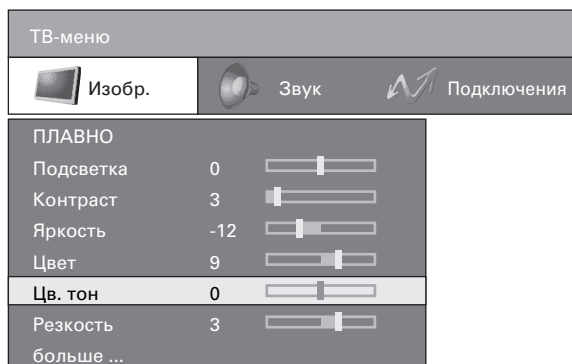 ТВ-меню
Изобр. Звук Подключения
ПЛАВНО
Подсветка 0
Контраст 3
Яркость -12
Цвет 9
Цв. тон 0
Резкость 3
больше ...